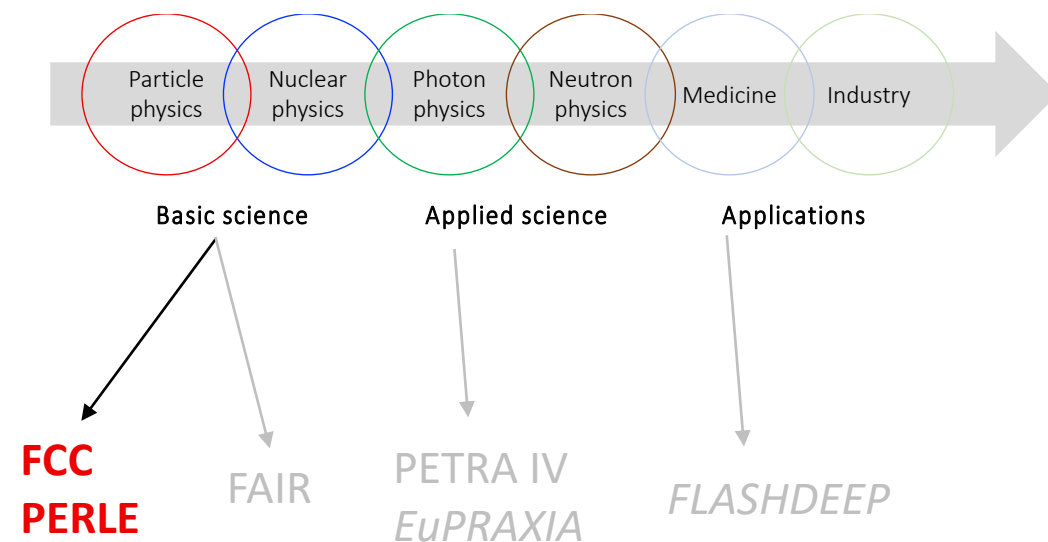 Particle
physics
Nuclear
physics
Photon
physics
Neutron
physics
Medicine
Industry
Basic science
Applied science
Applications
FCC
PERLE
FAIR
PETRA IV
EuPRAXIA
FLASHDEEP